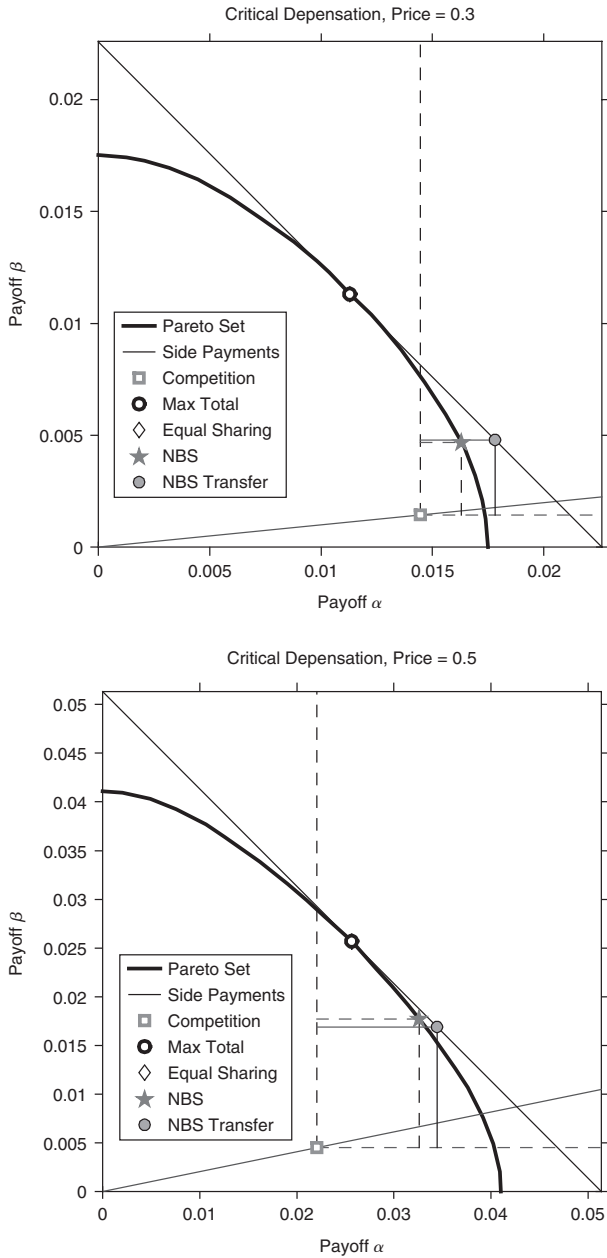 Critical Depensation, Price = 0.3
0.02
0.015
0.01
0.005
0
Payoff β
Pareto Set
Side Payments
Competition
Max Total
Equal Sharing
NBS
NBS Transfer
0
0.005
0.01
0.015
0.02
Payoff α
Critical Depensation, Price = 0.5
0.05
0.045
0.04
0.035
0.03
0.025
0.02
0.015
0.01
0.005
0
Payoff β
Pareto Set
Side Payments
Competition
Max Total
Equal Sharing
NBS
NBS Transfer
0
0.01
0.02
0.03
0.04
0.05
Payoff α